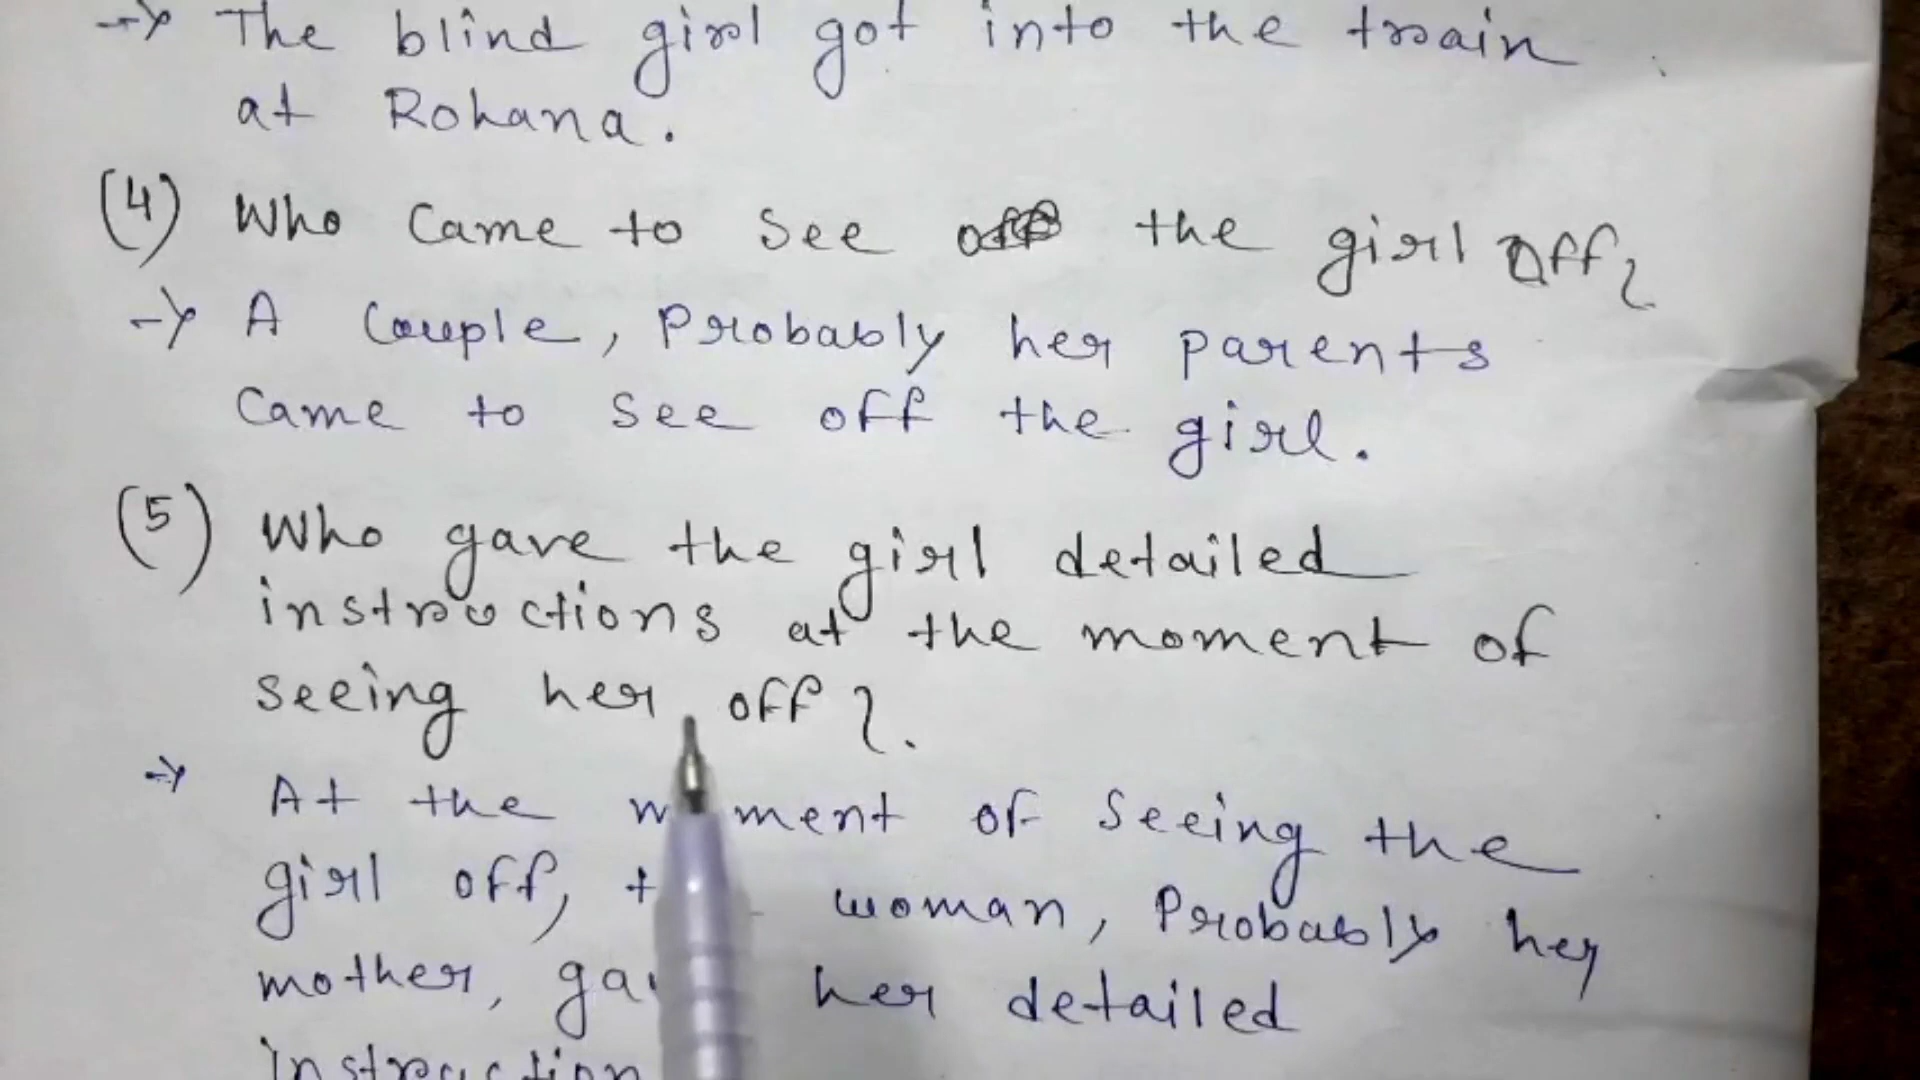 → The blind girl got into the train
at Rohana.
(4) Who came to see off the girl off?
→ A couple, Probably her parents
came to see off the girl.
(5) Who gave the girl detailed
instructions at the moment of
seeing her off?.
→ At the moment of seeing the
girl off, woman, Probably her
mother, her detailed